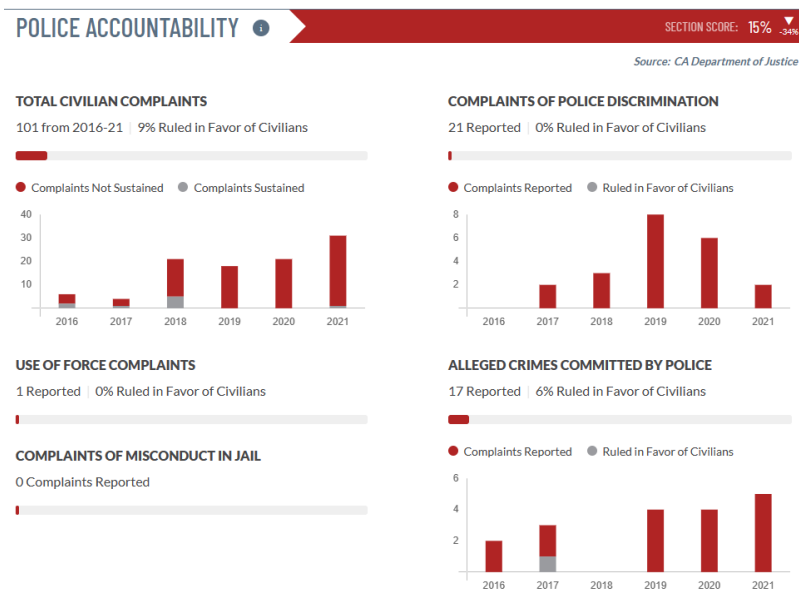 POLICE ACCOUNTABILITY i
SECTION SCORE: 15% ▼ -34%
Source: CA Department of Justice
TOTAL CIVILIAN COMPLAINTS
101 from 2016-21 | 9% Ruled in Favor of Civilians
Complaints Not Sustained Complaints Sustained
40
30
20
10
2016 2017 2018 2019 2020 2021
COMPLAINTS OF POLICE DISCRIMINATION
21 Reported | 0% Ruled in Favor of Civilians
Complaints Reported Ruled in Favor of Civilians
8
6
4
2
2016 2017 2018 2019 2020 2021
USE OF FORCE COMPLAINTS
1 Reported | 0% Ruled in Favor of Civilians
COMPLAINTS OF MISCONDUCT IN JAIL
0 Complaints Reported
ALLEGED CRIMES COMMITTED BY POLICE
17 Reported | 6% Ruled in Favor of Civilians
Complaints Reported Ruled in Favor of Civilians
6
4
2
2016 2017 2018 2019 2020 2021